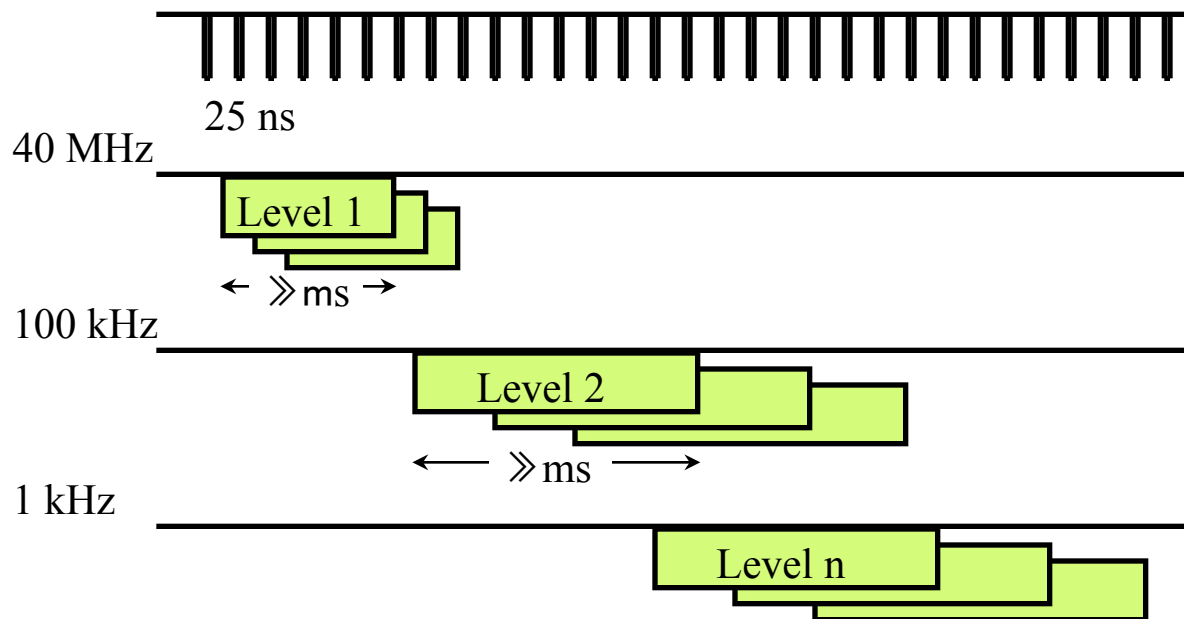 25 ns
40 MHz
Level 1
≫ms
100 kHz
Level 2
≫ms
1 kHz
Level n